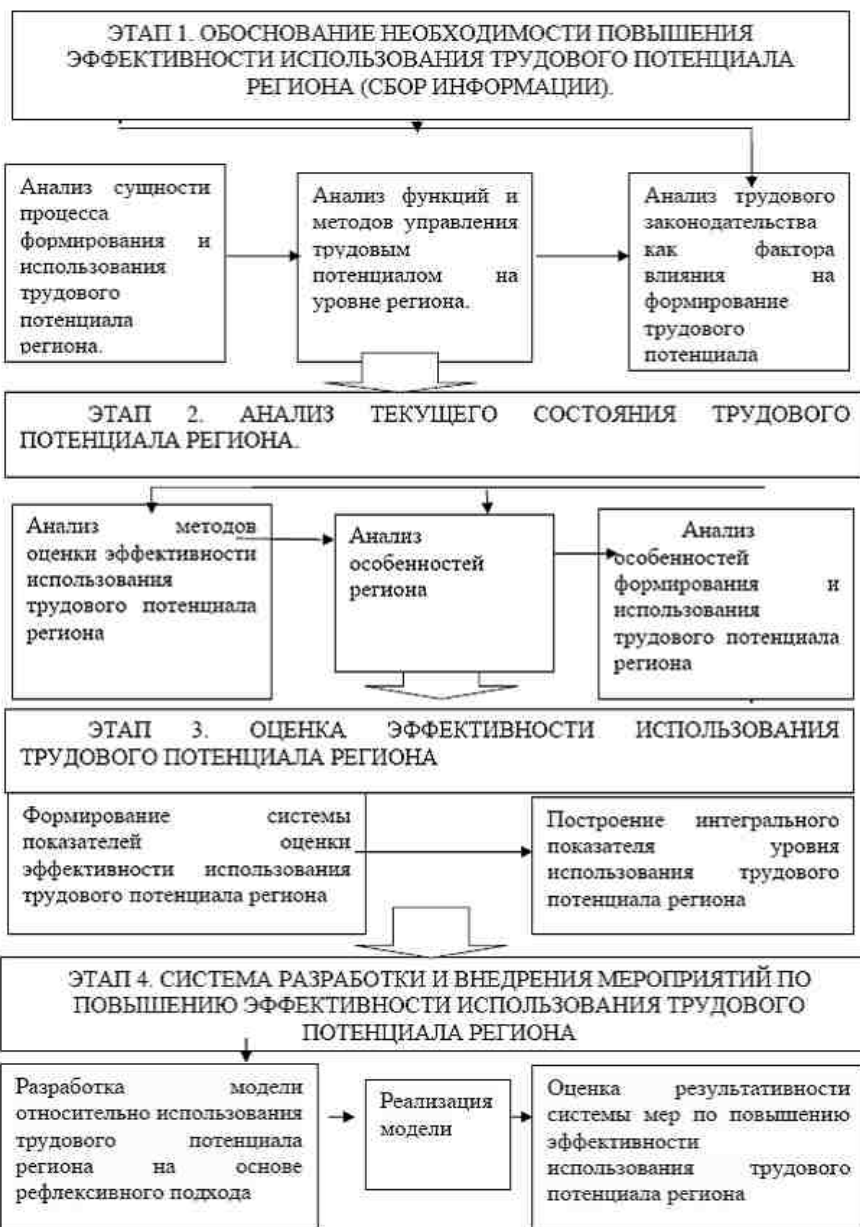 ЭТАП 1. ОБОСНОВАНИЕ НЕОБХОДИМОСТИ ПОВЫШЕНИЯ
ЭФФЕКТИВНОСТИ ИСПОЛЬЗОВАНИЯ ТРУДОВОГО ПОТЕНЦИАЛА
РЕГИОНА (СБОР ИНФОРМАЦИИ).
Анализ сущности
процесса
формирования и
использования
трудового
потенциала
региона.
Анализ функций и
методов управления
трудовым
потенциалом на
уровне региона.
Анализ трудового
законодательства
как фактора
влияния на
формирование
трудового
потенциала
ЭТАП 2. АНАЛИЗ ТЕКУЩЕГО СОСТОЯНИЯ ТРУДОВОГО
ПОТЕНЦИАЛА РЕГИОНА.
Анализ методов
оценки эффективности
использования
трудового потенциала
региона
Анализ
особенностей
региона
Анализ
особенностей
формирования и
использования
трудового потенциала
региона
ЭТАП 3. ОЦЕНКА ЭФФЕКТИВНОСТИ ИСПОЛЬЗОВАНИЯ
ТРУДОВОГО ПОТЕНЦИАЛА РЕГИОНА
Формирование системы
показателей оценки
эффективности использования
трудового потенциала региона
Построение интегрального
показателя уровня
использования трудового
потенциала региона
ЭТАП 4. СИСТЕМА РАЗРАБОТКИ И ВНЕДРЕНИЯ МЕРОПРИЯТИЙ ПО
ПОВЫШЕНИЮ ЭФФЕКТИВНОСТИ ИСПОЛЬЗОВАНИЯ ТРУДОВОГО
ПОТЕНЦИАЛА РЕГИОНА
Разработка модели
относительно использования
трудового потенциала
региона на основе
рефлексивного подхода
Реализация
модели
Оценка результативности
системы мер по повышению
эффективности
использования трудового
потенциала региона